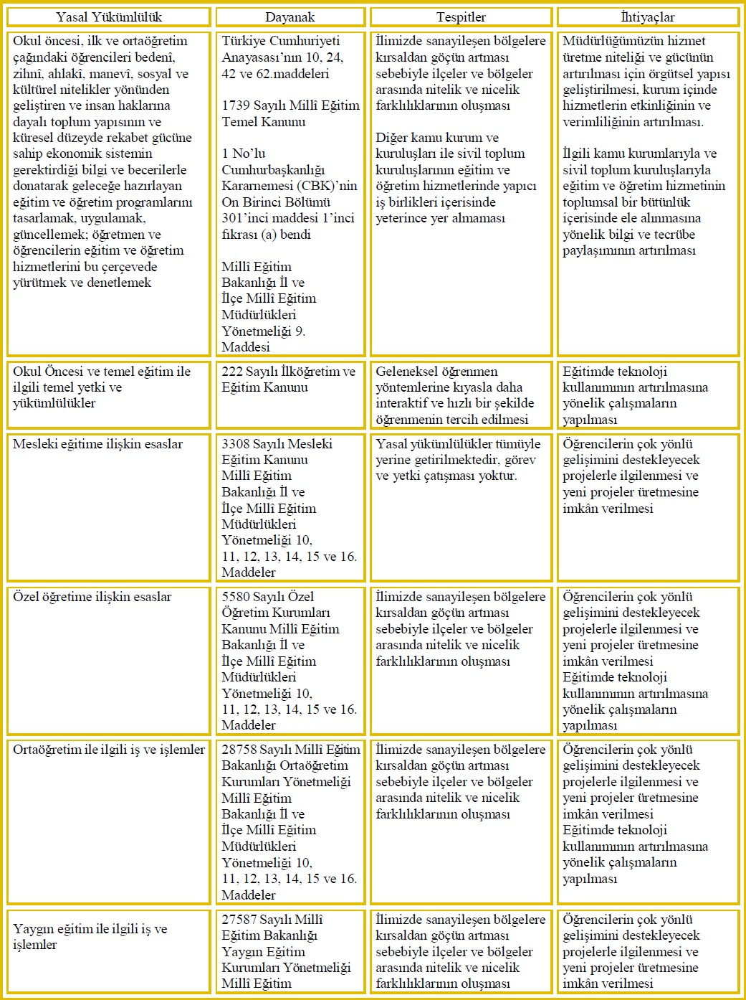 Yasal Yükümlülük
Dayanak
Tespitler
İhtiyaçlar
Okul öncesi, ilk ve ortaöğretim
çağındaki öğrencileri bedenî,
zihnî, ahlakî, manevî, sosyal ve
kültürel nitelikler yönünden
geliştiren ve insan haklarına
dayalı toplum yapısının ve
küresel düzeyde rekabet gücüne
sahip ekonomik sistemin
gerektirdiği bilgi ve becerilerle
donatarak geleceğe hazırlayan
eğitim ve öğretim programlarını
tasarlamak, uygulamak,
güncellemek; öğretmen ve
öğrencilerin eğitim ve öğretim
hizmetlerini bu çerçevede
yürütmek ve denetlemek
Türkiye Cumhuriyeti
Anayasası’nın 10, 24,
42 ve 62.maddeleri
1739 Sayılı Millî Eğitim
Temel Kanunu
1 No’lu
Cumhurbaşkanlığı
Kararnemesi (CBK)’nin
On Birinci Bölümü
301’inci maddesi 1’inci
fıkrası (a) bendi
Millî Eğitim
Bakanlığı İl ve
İlçe Millî Eğitim
Müdürlükleri
Yönetmeliği 9.
Maddesi
İlimizde sanayileşen bölgelere
kırsaldan göçün artması
sebebiyle ilçeler ve bölgeler
arasında nitelik ve nicelik
farklılıklarının oluşması
Diğer kamu kurum ve
kuruluşları ile sivil toplum
kuruluşlarının eğitim ve
öğretim hizmetlerinde yapıcı
iş birlikleri içerisinde
yeterince yer almaması
Müdürlüğümüzün hizmet
üretme niteliği ve gücünün
artırılması için örgütsel yapısı
geliştirilmesi, kurum içinde
hizmetlerin etkinliğinin ve
verimliliğinin artırılması.
İlgili kamu kurumlarıyla ve
sivil toplum kuruluşlarıyla
eğitim ve öğretim hizmetinin
toplumsal bir bütünlük
içerisinde ele alınmasına
yönelik bilgi ve tecrübe
paylaşımının artırılması
Okul Öncesi ve temel eğitim ile
ilgili temel yetki ve
yükümlülükler
222 Sayılı İlköğretim ve
Eğitim Kanunu
Geleneksel öğrenmen
yöntemlerine kıyasla daha
interaktif ve hızlı bir şekilde
öğrenmenin tercih edilmesi
Eğitimde teknoloji
kullanımının artırılmasına
yönelik çalışmaların
yapılması
Mesleki eğitime ilişkin esaslar
3308 Sayılı Mesleki
Eğitim Kanunu
Millî Eğitim
Bakanlığı İl ve
İlçe Millî Eğitim
Müdürlükleri
Yönetmeliği 10,
11, 12, 13, 14, 15 ve 16.
Maddeler
Yasal yükümlülükler tümüyle
yerine getirilmektedir, görev
ve yetki çatışması yoktur.
Öğrencilerin çok yönlü
gelişimini destekleyecek
projelerle ilgilenmesi ve
yeni projeler üretmesine
imkân verilmesi
Özel öğretime ilişkin esaslar
5580 Sayılı Özel
Öğretim Kurumları
Kanunu Millî Eğitim
Bakanlığı İl ve
İlçe Millî Eğitim
Müdürlükleri
Yönetmeliği 10,
11, 12, 13, 14, 15 ve 16.
Maddeler
İlimizde sanayileşen bölgelere
kırsaldan göçün artması
sebebiyle ilçeler ve bölgeler
arasında nitelik ve nicelik
farklılıklarının oluşması
Öğrencilerin çok yönlü
gelişimini destekleyecek
projelerle ilgilenmesi ve
yeni projeler üretmesine
imkân verilmesi
Eğitimde teknoloji
kullanımının artırılmasına
yönelik çalışmaların
yapılması
Ortaöğretim ile ilgili iş ve işlemler
28758 Sayılı Millî Eğitim
Bakanlığı Ortaöğretim
Kurumları Yönetmeliği
Millî Eğitim
Bakanlığı İl ve
İlçe Millî Eğitim
Müdürlükleri
Yönetmeliği 10,
11, 12, 13, 14, 15 ve 16.
Maddeler
İlimizde sanayileşen bölgelere
kırsaldan göçün artması
sebebiyle ilçeler ve bölgeler
arasında nitelik ve nicelik
farklılıklarının oluşması
Öğrencilerin çok yönlü
gelişimini destekleyecek
projelerle ilgilenmesi ve
yeni projeler üretmesine
imkân verilmesi
Eğitimde teknoloji
kullanımının artırılmasına
yönelik çalışmaların
yapılması
Yaygın eğitim ile ilgili iş ve
işlemler
27587 Sayılı Millî
Eğitim Bakanlığı
Yaygın Eğitim
Kurumları Yönetmeliği
Millî Eğitim
İlimizde sanayileşen bölgelere
kırsaldan göçün artması
sebebiyle ilçeler ve bölgeler
arasında nitelik ve nicelik
farklılıklarının oluşması
Öğrencilerin çok yönlü
gelişimini destekleyecek
projelerle ilgilenmesi ve
yeni projeler üretmesine
imkân verilmesi